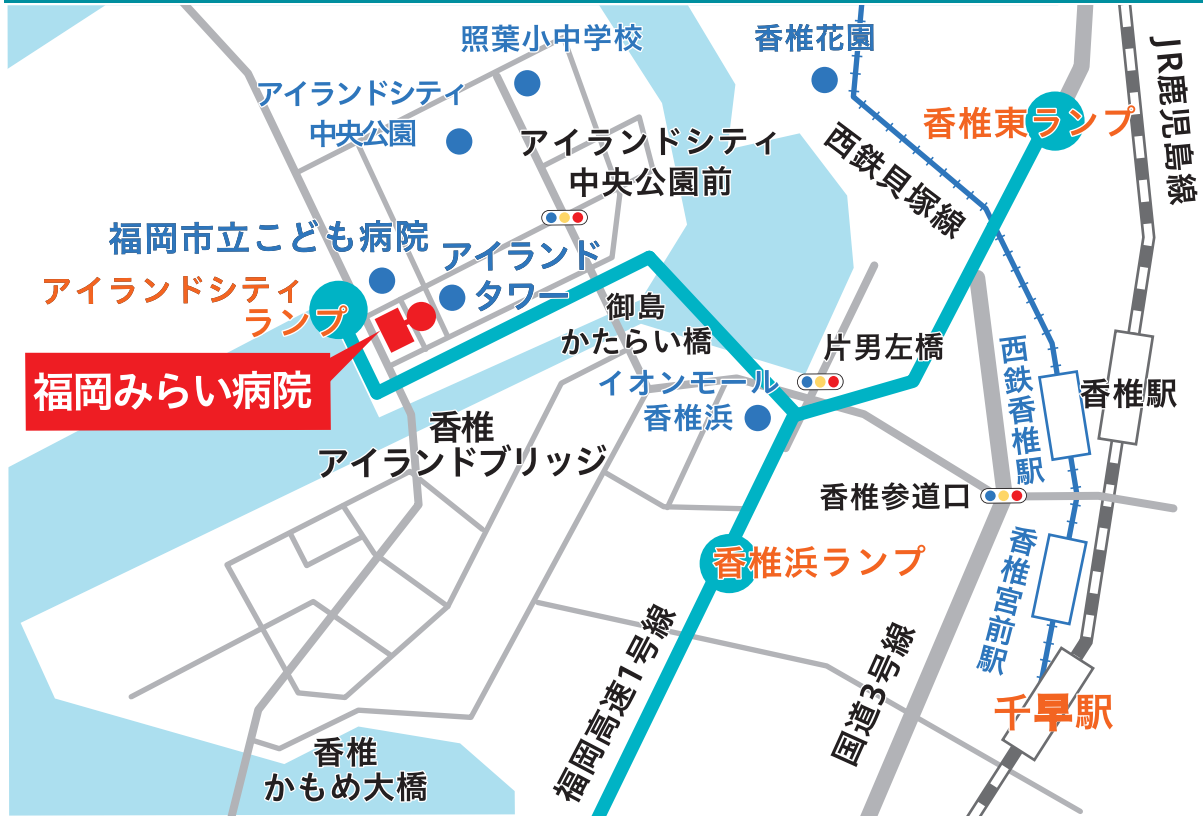 照葉小中学校
香椎花園
JR鹿児島線
アイランドシティ
中央公園
香椎東ランプ
アイランドシティ
中央公園前
西鉄貝塚線
福岡市立こども病院
アイランド
タワー
アイランドシティ
ランプ
御島
かたらい橋
片男左橋
西鉄香椎駅
香椎駅
福岡みらい病院
イオンモール
香椎浜
香椎
アイランドブリッジ
香椎参道口
香椎浜ランプ
香椎宮前駅
福岡高速1号線
国道3号線
千早駅
香椎
かもめ大橋